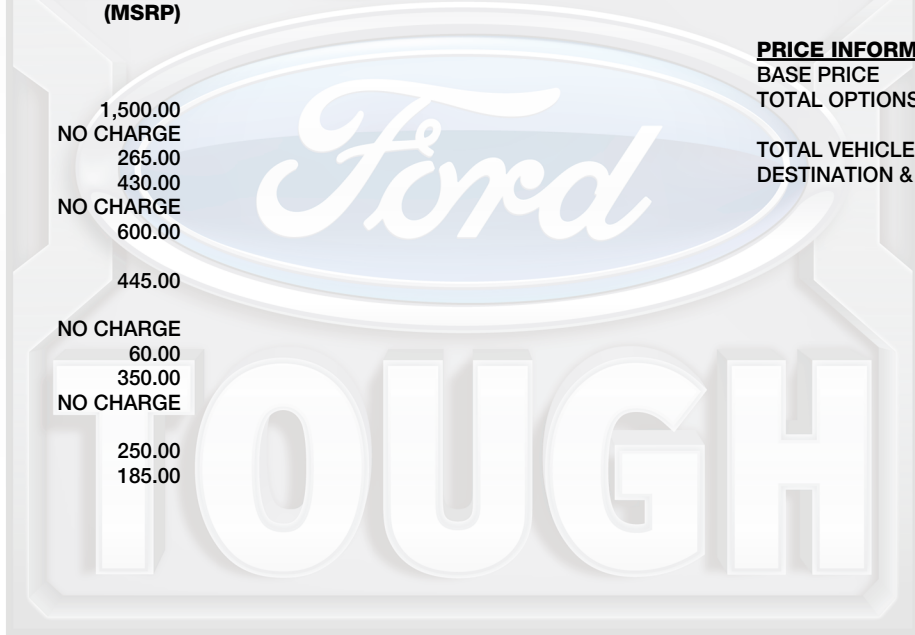 (MSRP)
1,500.00
NO CHARGE
265.00
430.00
NO CHARGE
600.00
445.00
NO CHARGE
60.00
350.00
NO CHARGE
250.00
185.00
PRICE INFORM
BASE PRICE
TOTAL OPTIONS
TOTAL VEHICLE
DESTINATION &
Ford
TOUGH